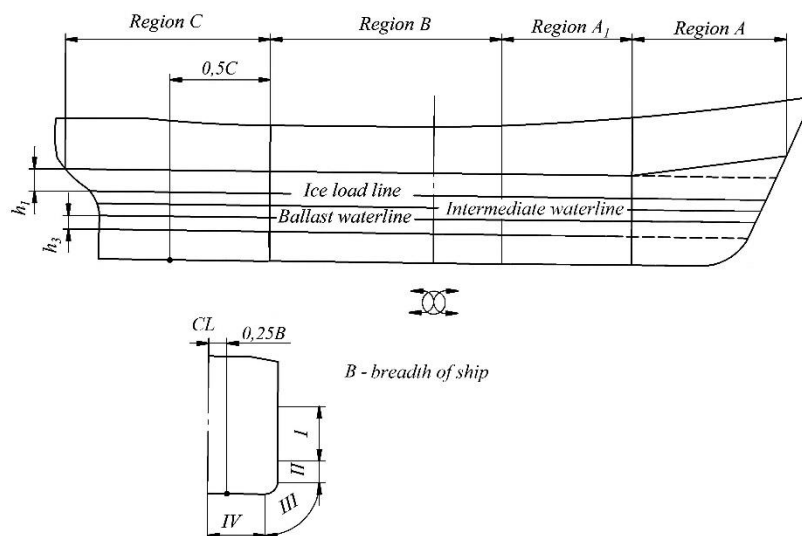 Region C Region B Region A1 Region A
0,5C
h1
Ice load line
Intermediate waterline
Ballast waterline
h3
CL 0,25B
B - breadth of ship
I
II
III
IV